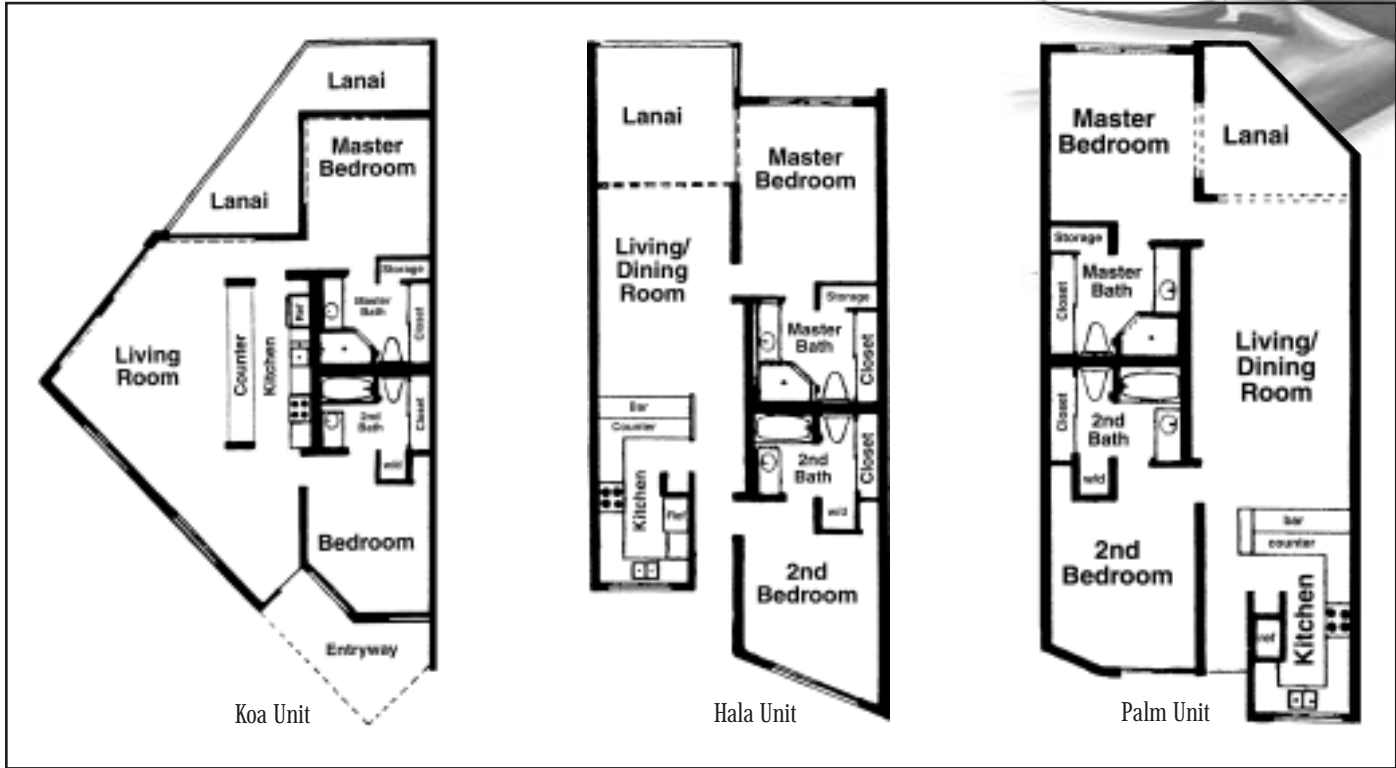 Lanai
Master
Bedroom
Lanai
Storage
Master
Bath
Closet
Ref
Living
Room
Counter
Kitchen
2nd
Bath
Closet
w/d
Bedroom
Entryway
Koa Unit
Lanai
Master
Bedroom
Living/
Dining
Room
Storage
Master
Bath
Closet
bar
Counter
2nd
Bath
Closet
Kitchen
Ref
w/d
2nd
Bedroom
Hala Unit
Master
Bedroom
Lanai
Storage
Master
Bath
Closet
Living/
Dining
Room
2nd
Bath
Closet
w/d
bar
counter
2nd
Bedroom
Kitchen
ref
Palm Unit